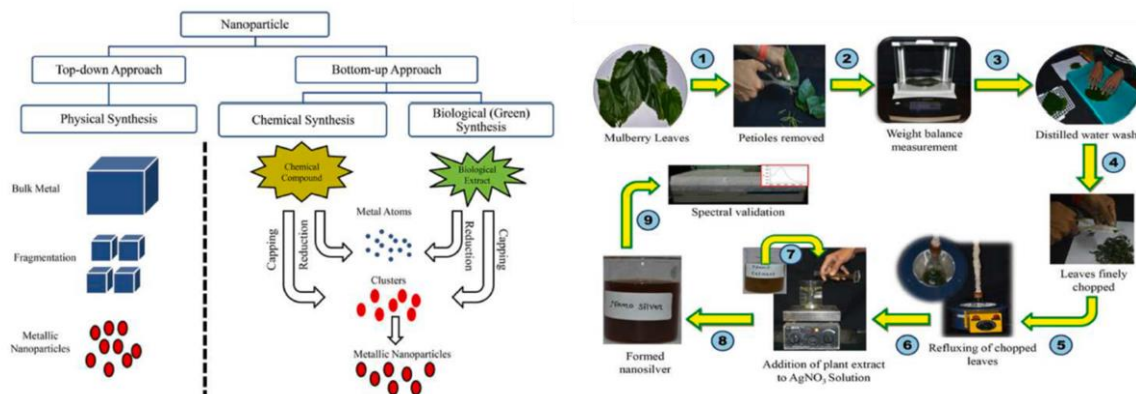 Nanoparticle
Top-down Approach
Bottom-up Approach
Physical Synthesis
Chemical Synthesis
Biological (Green)
Synthesis
Bulk Metal
Fragmentation
Metallic
Nanoparticles
Chemical
Compound
Biological
Extract
Metal Atoms
Capping
Reduction
Reduction
Capping
Clusters
Metallic Nanoparticles
1
2
3
Mulberry Leaves
Petioles removed
Weight balance
measurement
Distilled water wash
4
9
Spectral validation
Leaves finely
chopped
7
Nano Silver
8
6
5
Formed
nanosilver
Addition of plant extract
to AgNO₃ Solution
Refluxing of chopped
leaves